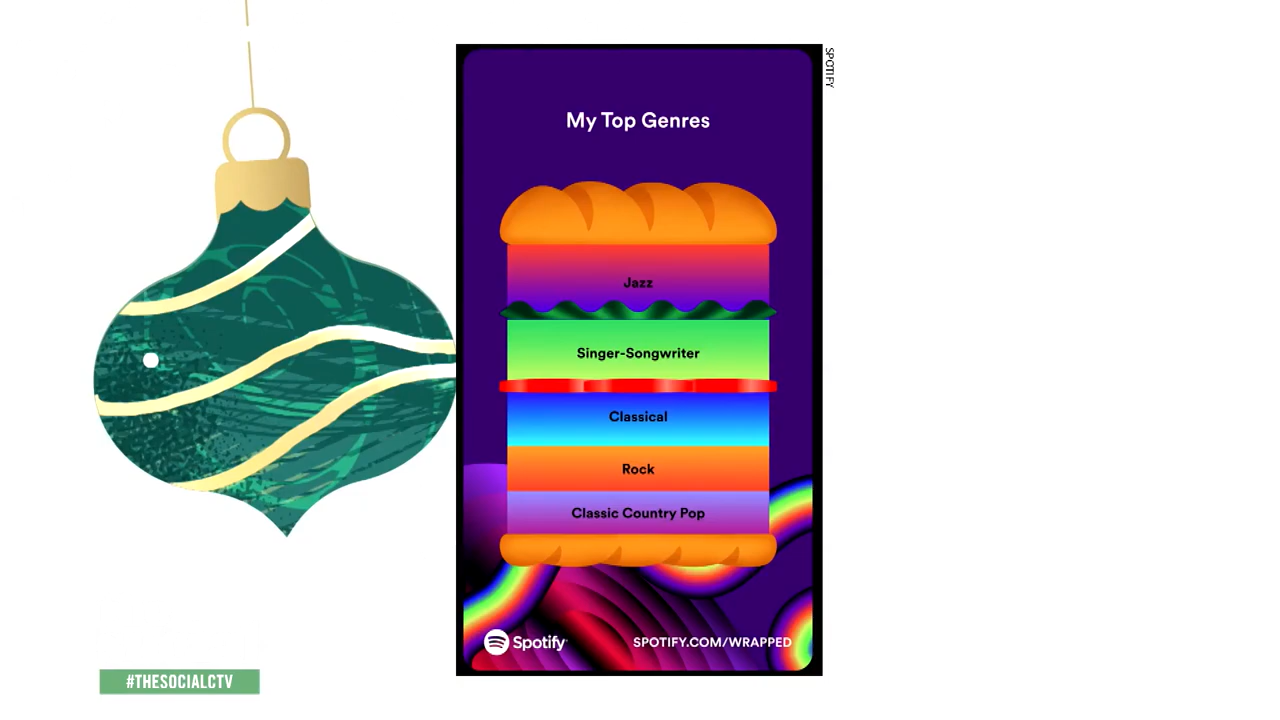 SPOTIFY
My Top Genres
Jazz
Singer-Songwriter
Classical
Rock
Classic Country Pop
Spotify
SPOTIFY.COM/WRAPPED
#THESOCIALCTV